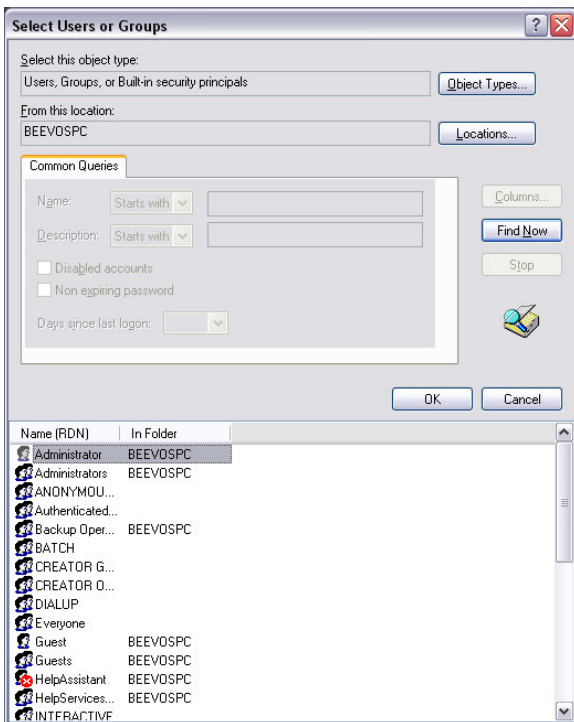 Select Users or Groups
Select this object type:
Users, Groups, or Built-in security principals
Object Types...
From this location:
BEEVOSPC
Locations...
Common Queries
Name: Starts with
Columns...
Description: Starts with
Find Now
Disabled accounts
Stop
Non expiring password
Days since last logon:
OK Cancel
Name (RDN) In Folder
Administrator BEEVOSPC
Administrators BEEVOSPC
ANONYMOU...
Authenticated...
Backup Oper... BEEVOSPC
BATCH
CREATOR G...
CREATOR O...
DIALUP
Everyone
Guest BEEVOSPC
Guests BEEVOSPC
HelpAssistant BEEVOSPC
HelpServices... BEEVOSPC
INTERACTIVE